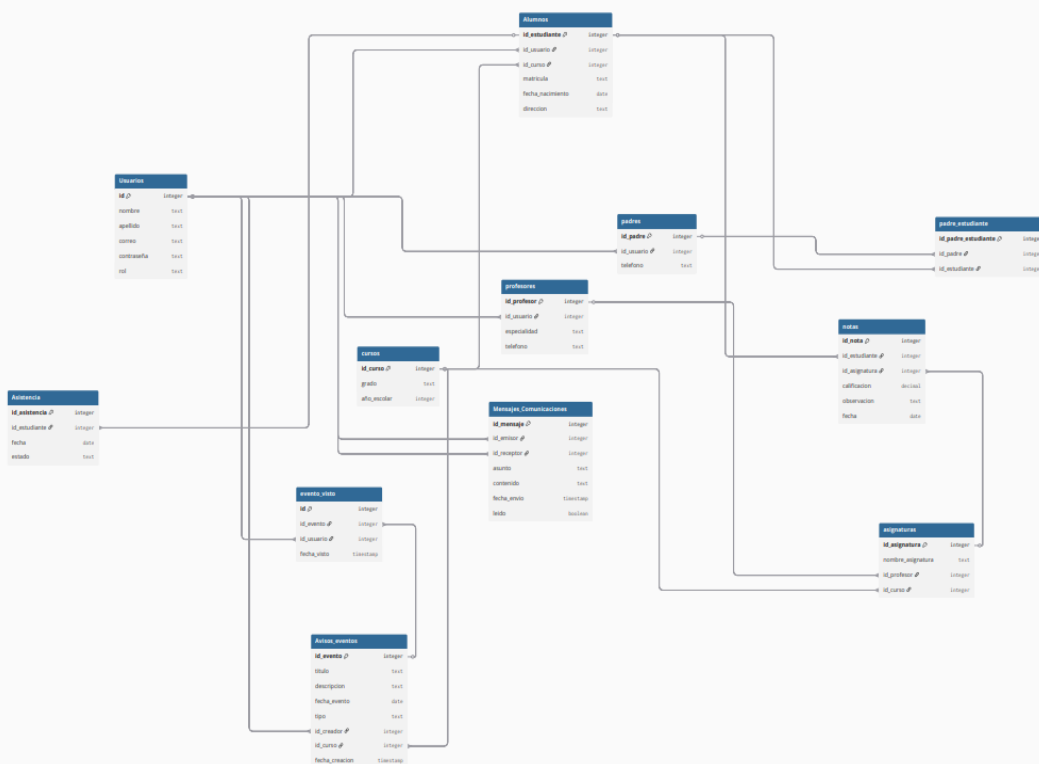 Alumnos
id_estudiante integer
id_usuario integer
id_curso integer
matricula text
fecha_nacimiento date
direccion text
Usuarios
id integer
nombre text
apellido text
correo text
contraseña text
rol text
padres
id_padre integer
id_usuario integer
telefono text
padre_estudiante
id_padre_estudiante intege
id_padre intege
id_estudiante intege
profesores
id_profesor integer
id_usuario integer
especialidad text
telefono text
notas
id_nota integer
id_estudiante integer
id_asignatura integer
calificacion decimal
observacion text
fecha date
cursos
id_curso integer
grado text
año_escolar integer
Asistencia
id_asistencia integer
id_estudiante integer
fecha date
estado text
Mensajes_Comunicaciones
id_mensaje integer
id_emisor integer
id_receptor integer
asunto text
contenido text
fecha_envio timestamp
leido boolean
evento_visto
id integer
id_evento integer
id_usuario integer
fecha_visto timestamp
asignaturas
id_asignatura integer
nombre_asignatura text
id_profesor integer
id_curso integer
Avisos_eventos
id_evento integer
titulo text
descripcion text
fecha_evento date
tipo text
id_creador integer
id_curso integer
fecha_creacion timestamp